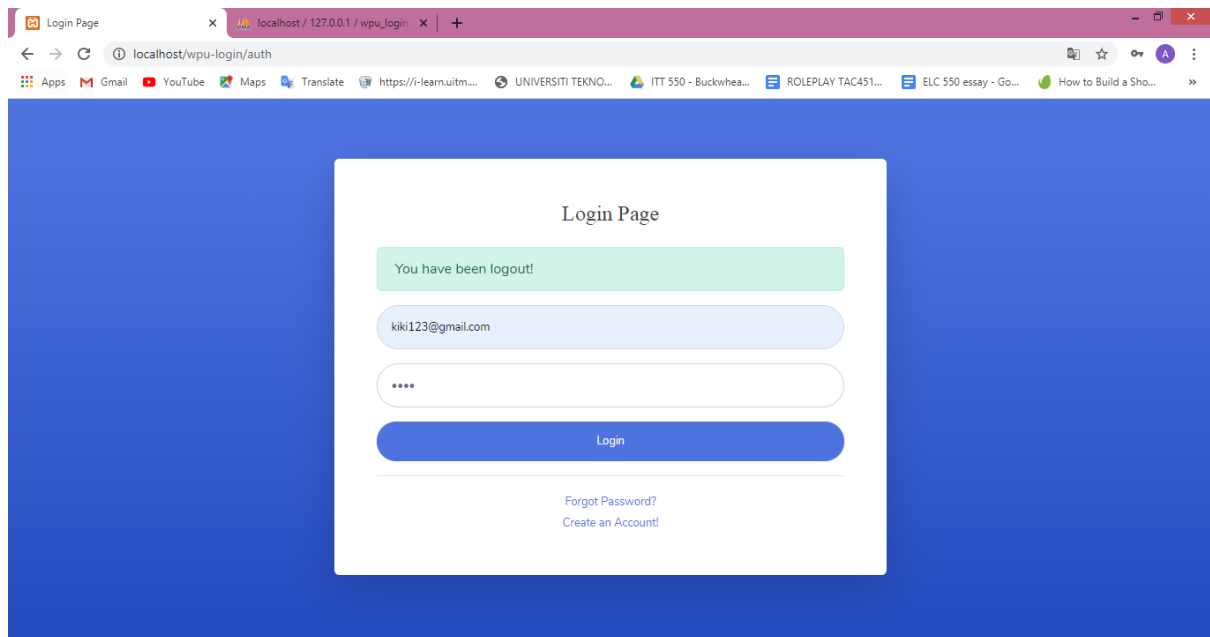 Login Page
localhost / 127.0.0.1 / wpu_login
localhost/wpu-login/auth
A
Apps
Gmail
YouTube
Maps
Translate
https://i-learn.uitm....
UNIVERSITI TEKNO...
ITT 550 - Buckwhea...
ROLEPLAY TAC451...
ELC 550 essay - Go...
How to Build a Sho...
Login Page
You have been logout!
kiki123@gmail.com
••••
Login
Forgot Password?
Create an Account!